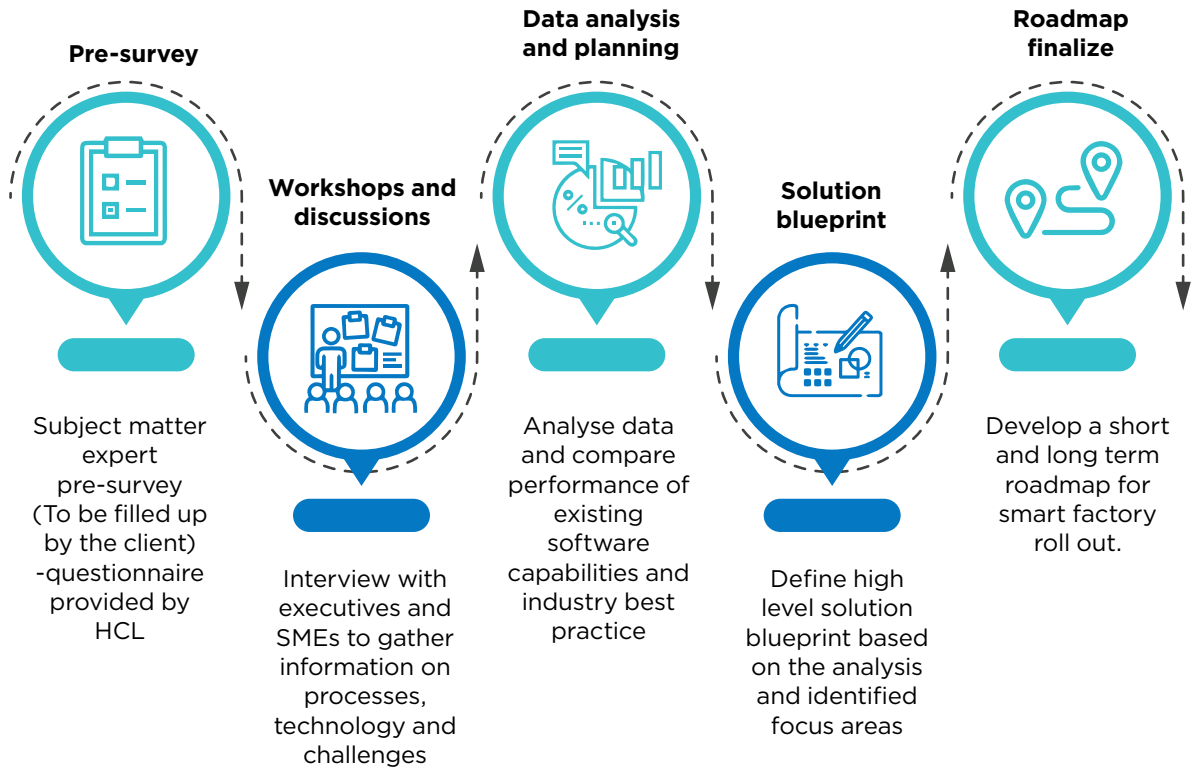 Pre-survey
Subject matter
expert
pre-survey
(To be filled up
by the client)
-questionnaire
provided by
HCL
Workshops and
discussions
Interview with
executives and
SMEs to gather
information on
processes,
technology and
challenges
Data analysis
and planning
Analyse data
and compare
performance of
existing
software
capabilities and
industry best
practice
Solution
blueprint
Define high
level solution
blueprint based
on the analysis
and identified
focus areas
Roadmap
finalize
Develop a short
and long term
roadmap for
smart factory
roll out.